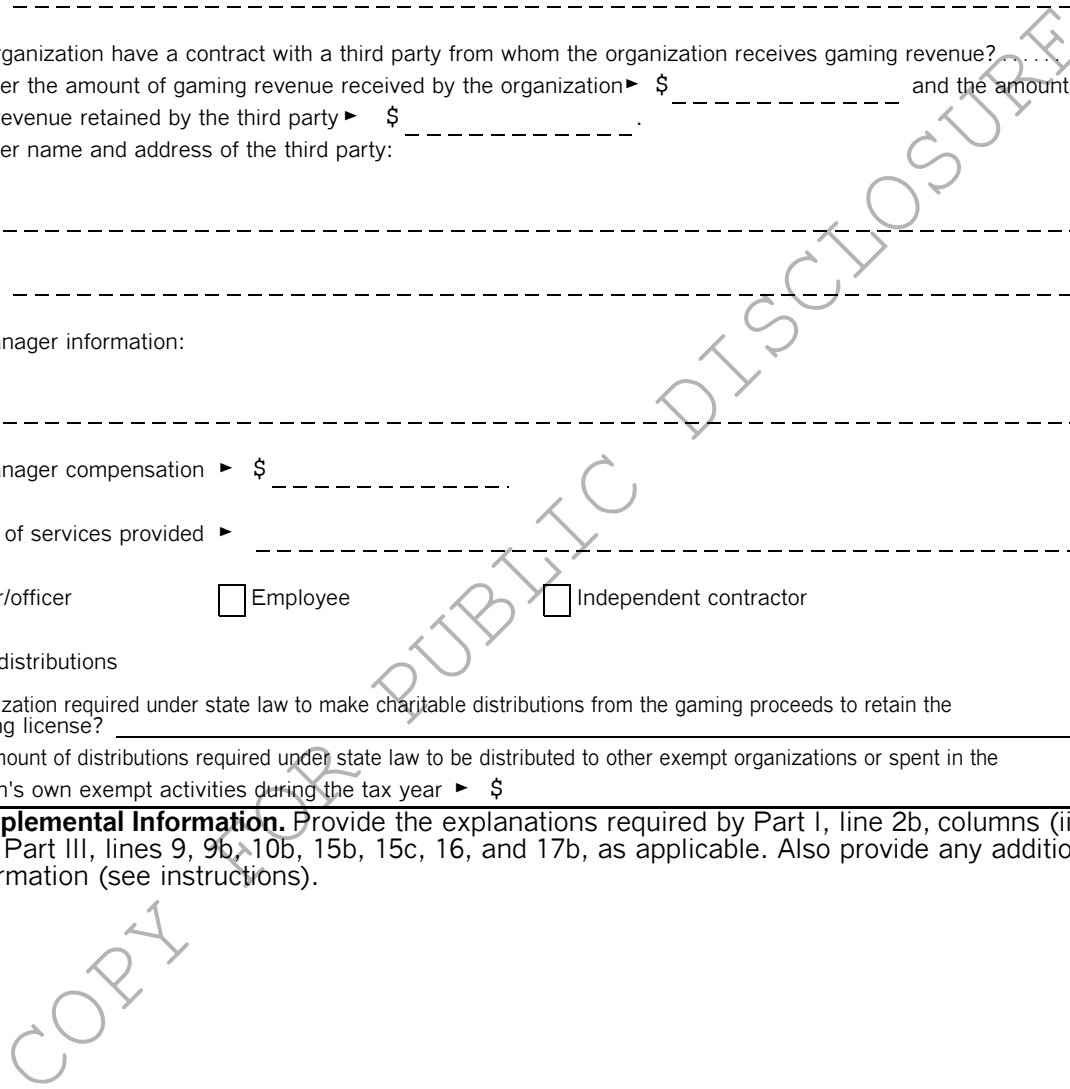 rganization have a contract with a third party from whom the organization receives gaming revenue? . . . . . .
er the amount of gaming revenue received by the organization ► $ and the amount
revenue retained by the third party ► $ .
er name and address of the third party:
nager information:
nager compensation ► $ .
of services provided ►
r/officer Employee Independent contractor
distributions
ization required under state law to make charitable distributions from the gaming proceeds to retain the
ng license?
mount of distributions required under state law to be distributed to other exempt organizations or spent in the
n's own exempt activities during the tax year ► $
plemental Information. Provide the explanations required by Part I, line 2b, columns (ii
Part III, lines 9, 9b, 10b, 15b, 15c, 16, and 17b, as applicable. Also provide any additio
rmation (see instructions).
COPY FOR PUBLIC DISCLOSURE